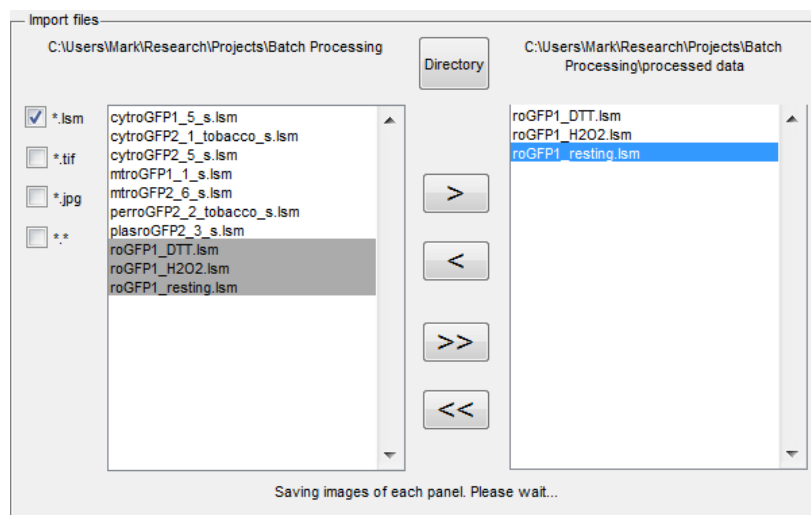 Import files
C:\Users\Mark\Research\Projects\Batch Processing
Directory
C:\Users\Mark\Research\Projects\Batch
Processing\processed data
*.lsm
*.tif
*.jpg
*.*
cytroGFP1_5_s.lsm
cytroGFP2_1_tobacco_s.lsm
cytroGFP2_5_s.lsm
mtroGFP1_1_s.lsm
mtroGFP2_6_s.lsm
perroGFP2_2_tobacco_s.lsm
plasroGFP2_3_s.lsm
roGFP1_DTT.lsm
roGFP1_H2O2.lsm
roGFP1_resting.lsm
>
<
>>
<<
roGFP1_DTT.lsm
roGFP1_H2O2.lsm
roGFP1_resting.lsm
Saving images of each panel. Please wait...